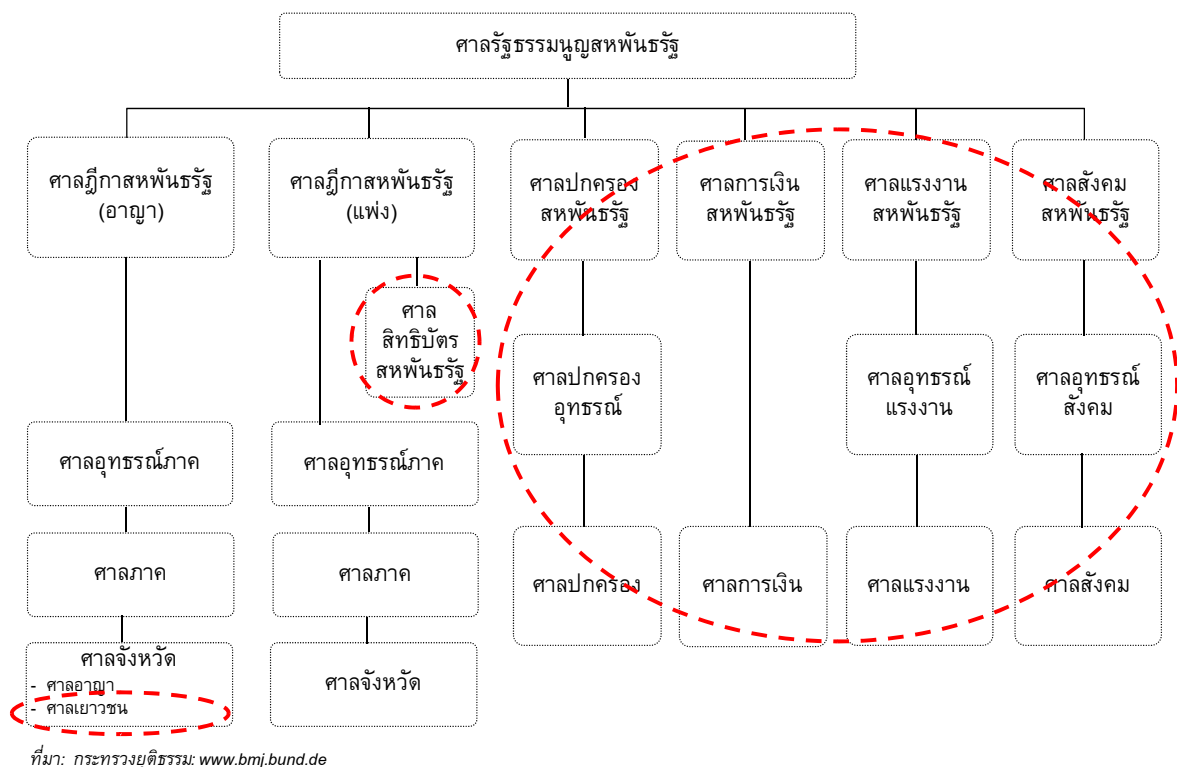 ศาลรัฐธรรมนูญสหพันธรัฐ
ศาลฎีกาสหพันธรัฐ
(อาญา)
ศาลฎีกาสหพันธรัฐ
(แพ่ง)
ศาลปกครอง
สหพันธรัฐ
ศาลการเงิน
สหพันธรัฐ
ศาลแรงงาน
สหพันธรัฐ
ศาลสังคม
สหพันธรัฐ
ศาล
สิทธิบัตร
สหพันธรัฐ
ศาลปกครอง
อุทธรณ์
ศาลอุทธรณ์
แรงงาน
ศาลอุทธรณ์
สังคม
ศาลอุทธรณ์ภาค
ศาลอุทธรณ์ภาค
ศาลภาค
ศาลภาค
ศาลปกครอง
ศาลการเงิน
ศาลแรงงาน
ศาลสังคม
ศาลจังหวัด
- ศาลอาญา
- ศาลเยาวชน
ศาลจังหวัด
ที่มา: กระทรวงยุติธรรม: www.bmj.bund.de